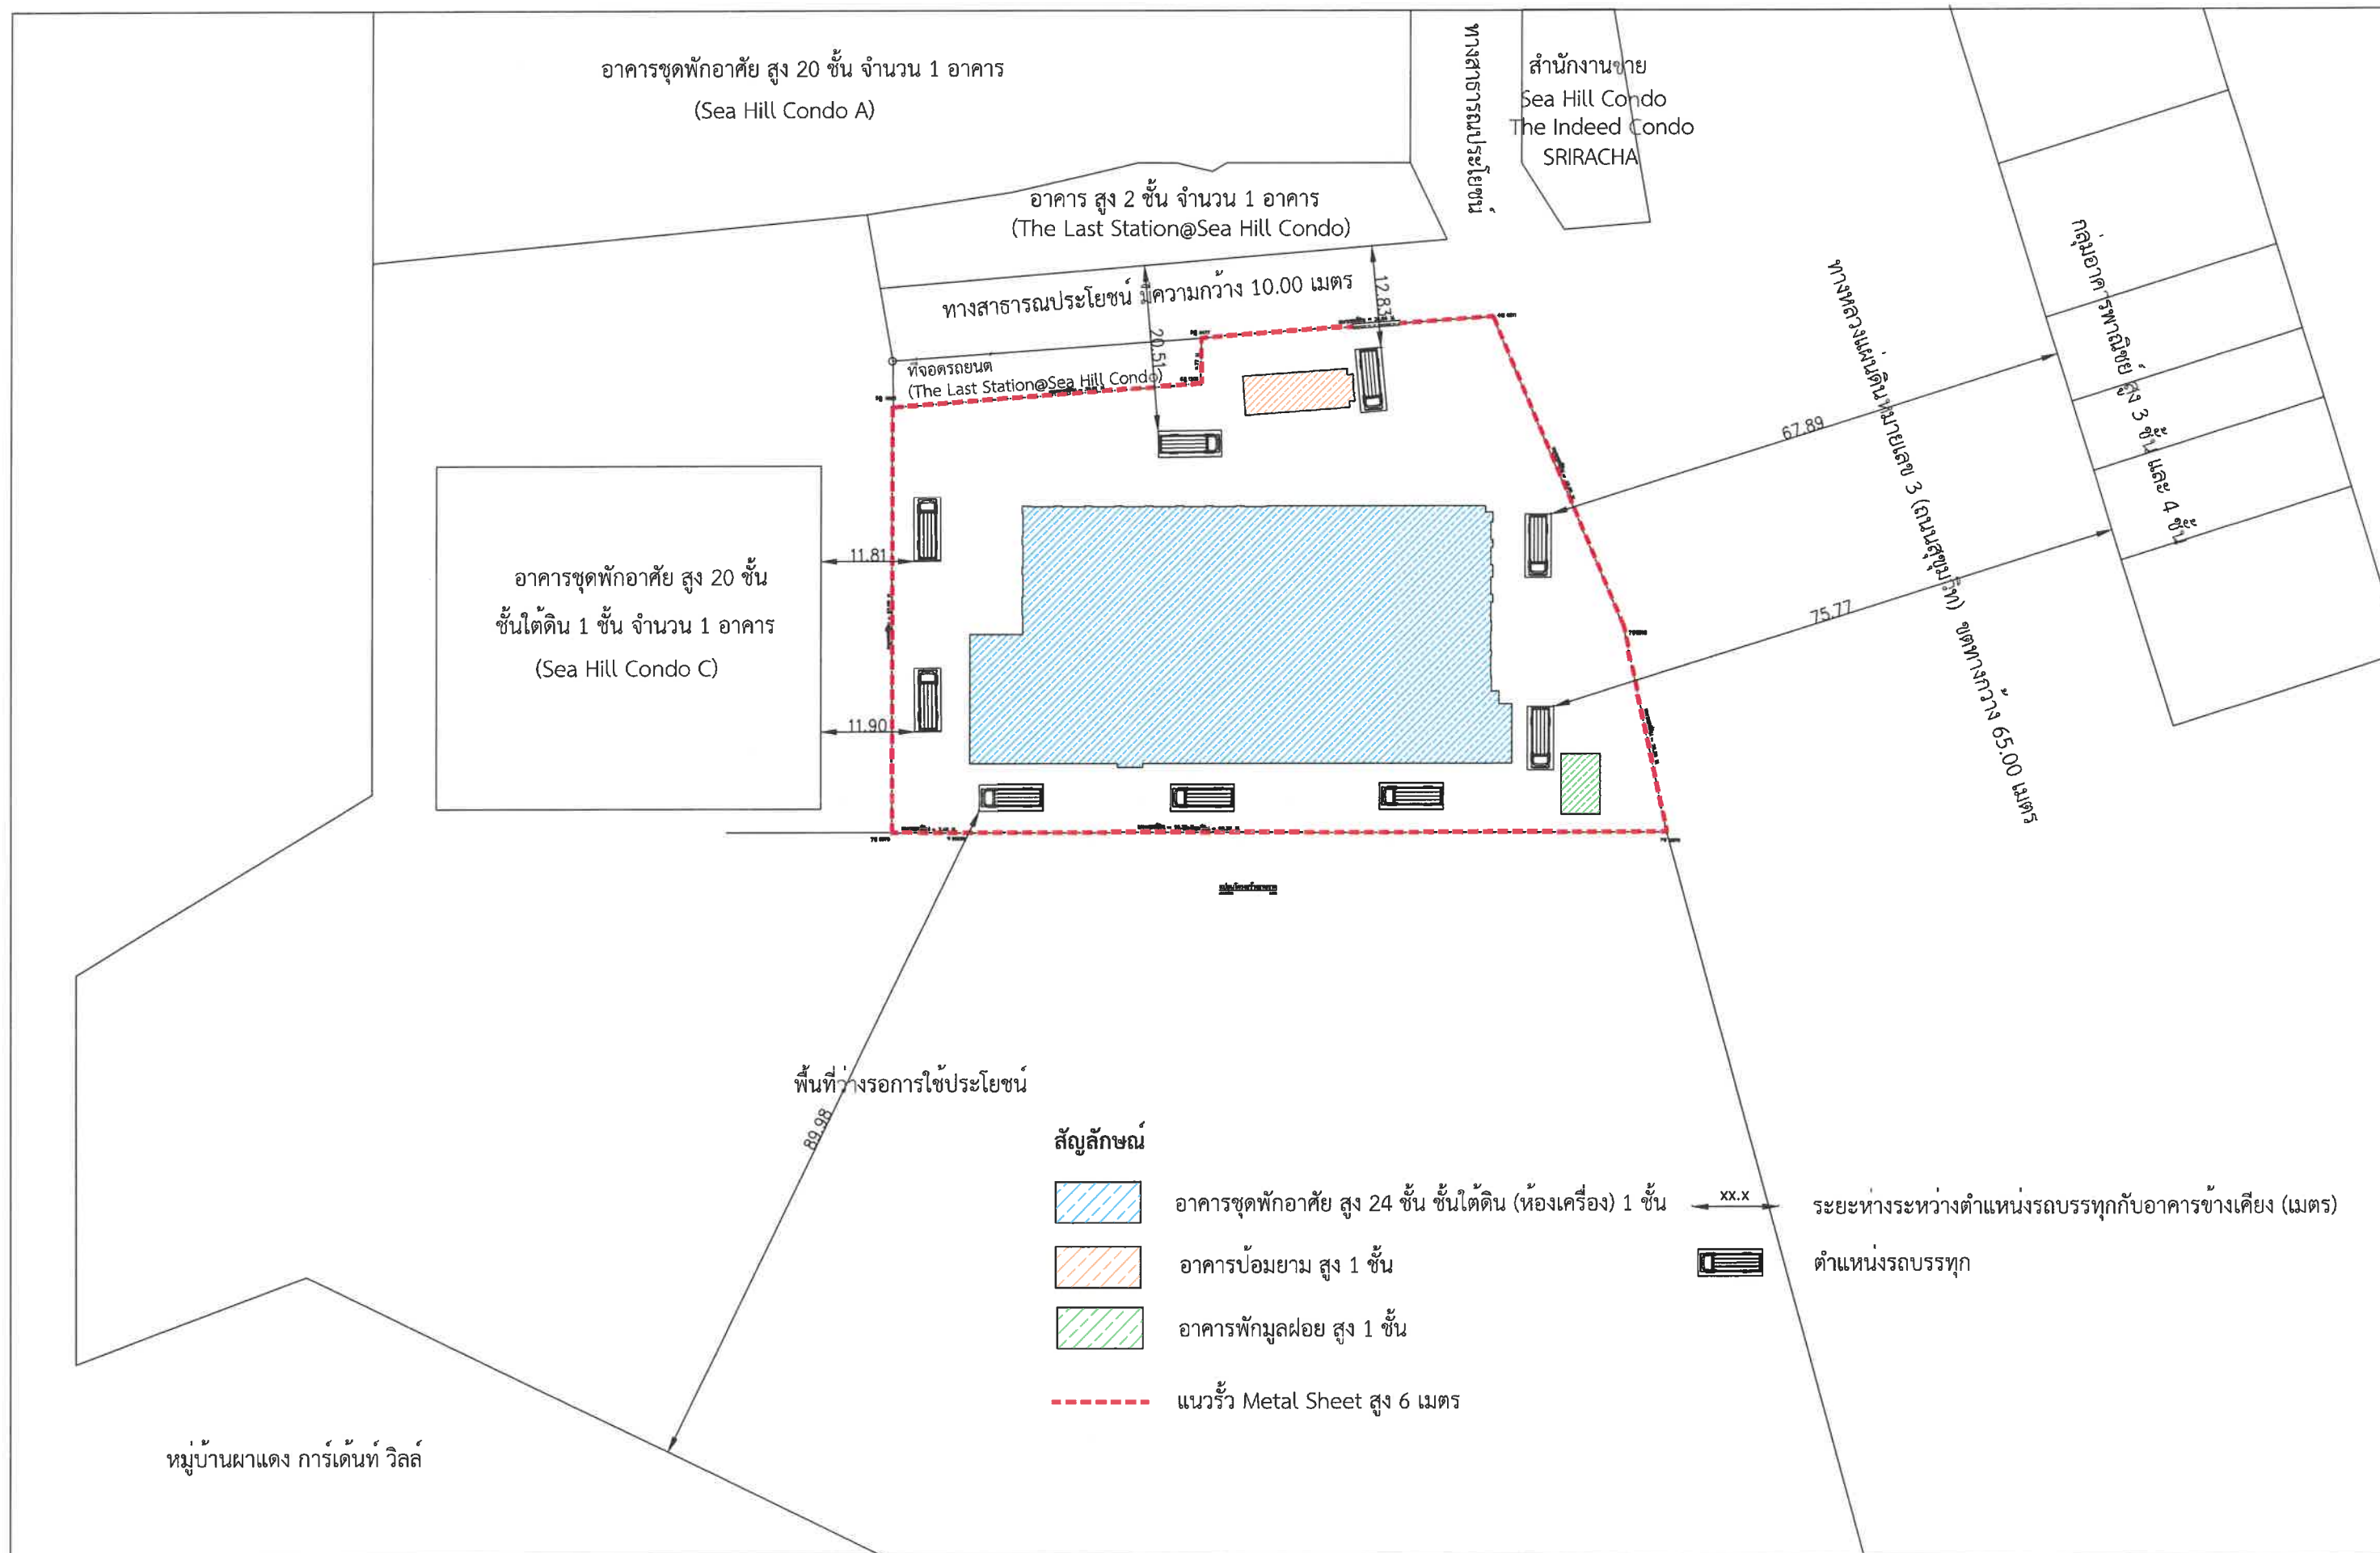 อาคารชุดพักอาศัย สูง 20 ชั้น จำนวน 1 อาคาร
(Sea Hill Condo A)
ทางสาธารณประโยชน์
สำนักงานขาย
Sea Hill Condo
The Indeed Condo
SRIRACHA
อาคาร สูง 2 ชั้น จำนวน 1 อาคาร
(The Last Station@Sea Hill Condo)
ทางสาธารณประโยชน์ มีความกว้าง 10.00 เมตร
12.83
20.51
ที่จอดรถยนต์
(The Last Station@Sea Hill Condo)
กลุ่มอาคารพาณิชย์ สูง 3 ชั้น และ 4 ชั้น
ทางหลวงแผ่นดินหมายเลข 3 (ถนนสุขุมวิท) ขตทางกว้าง 65.00 เมตร
67.89
75.77
11.81
11.90
อาคารชุดพักอาศัย สูง 20 ชั้น
ชั้นใต้ดิน 1 ชั้น จำนวน 1 อาคาร
(Sea Hill Condo C)
พื้นที่ว่างรอการใช้ประโยชน์
89.98
หมู่บ้านผาแดง การ์เด้นท์ วิลล์
สัญลักษณ์
อาคารชุดพักอาศัย สูง 24 ชั้น ชั้นใต้ดิน (ห้องเครื่อง) 1 ชั้น
อาคารป้อมยาม สูง 1 ชั้น
อาคารพักมูลฝอย สูง 1 ชั้น
แนวรั้ว Metal Sheet สูง 6 เมตร
xx.x
ระยะห่างระหว่างตำแหน่งรถบรรทุกกับอาคารข้างเคียง (เมตร)
ตำแหน่งรถบรรทุก